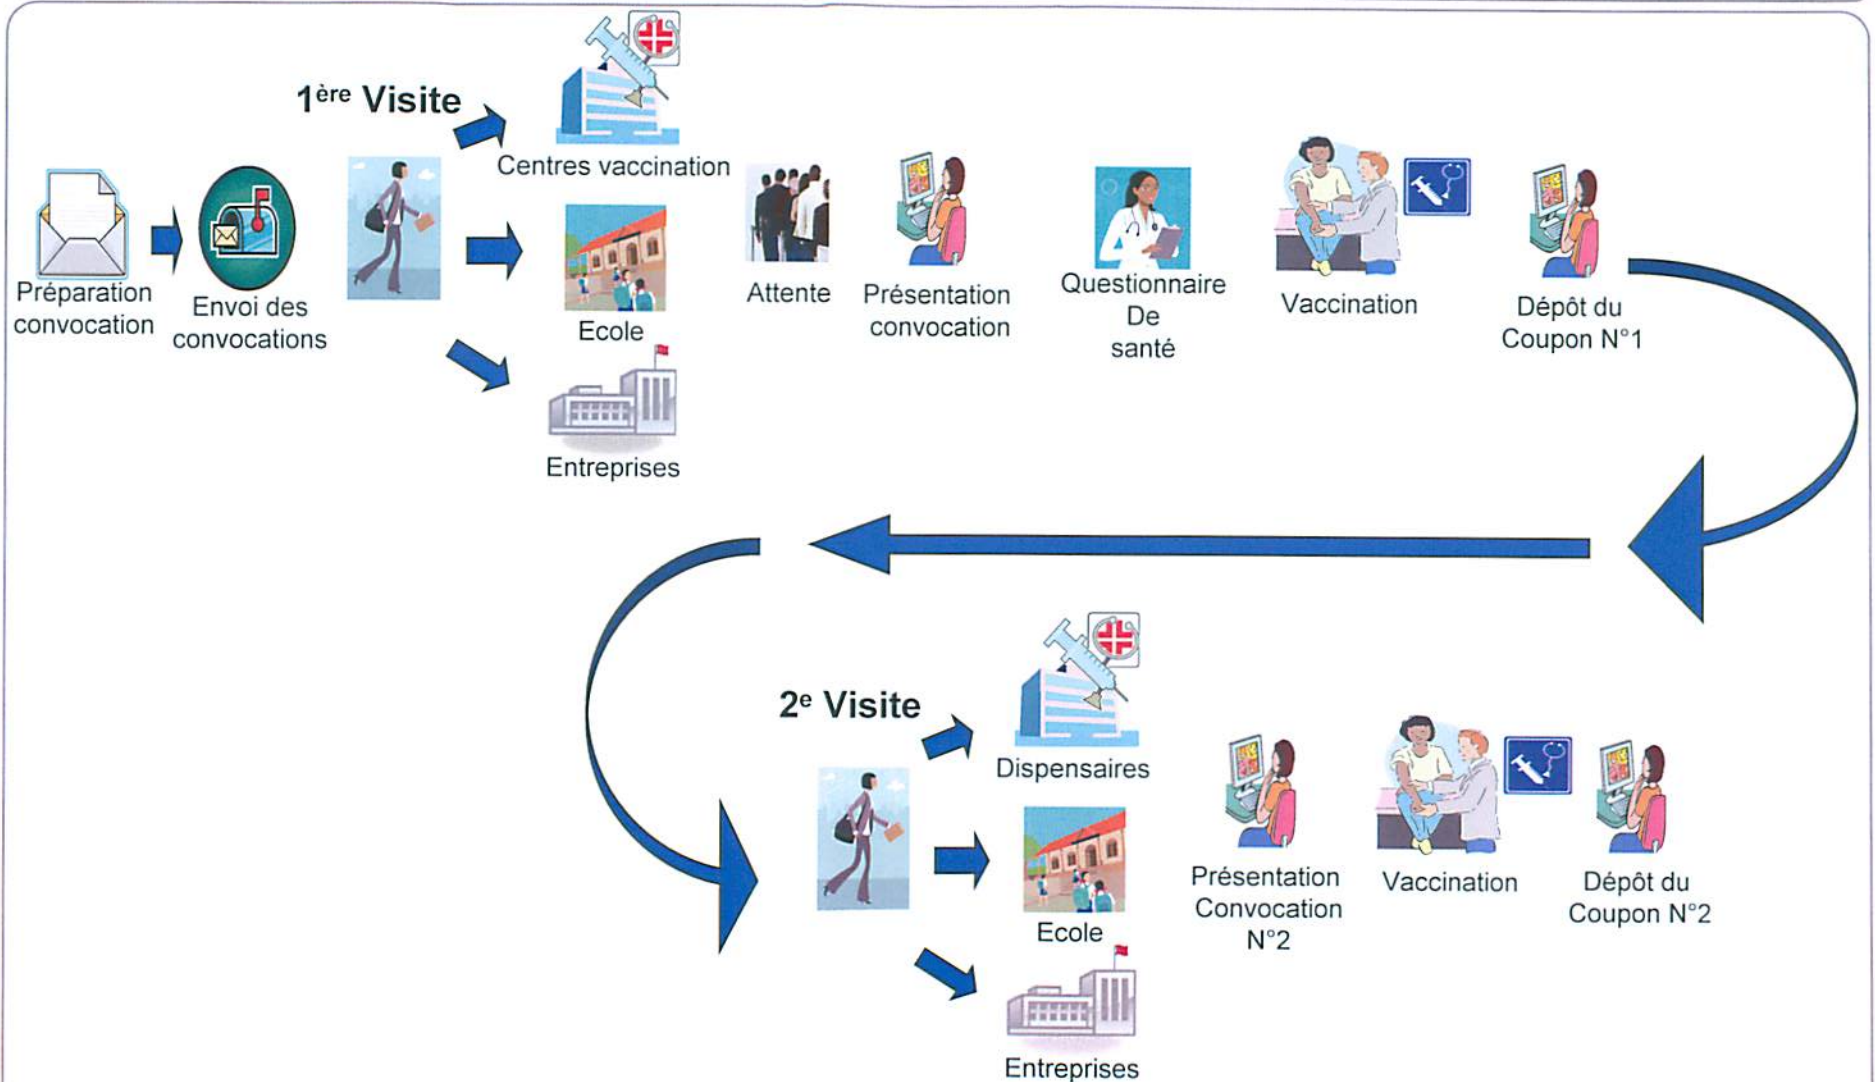 1ère Visite
Centres vaccination
Préparation
convocation
Envoi des
convocations
Ecole
Entreprises
Attente
Présentation
convocation
Questionnaire
De
santé
Vaccination
Dépôt du
Coupon N°1
2e Visite
Dispensaires
Ecole
Entreprises
Présentation
Convocation
N°2
Vaccination
Dépôt du
Coupon N°2